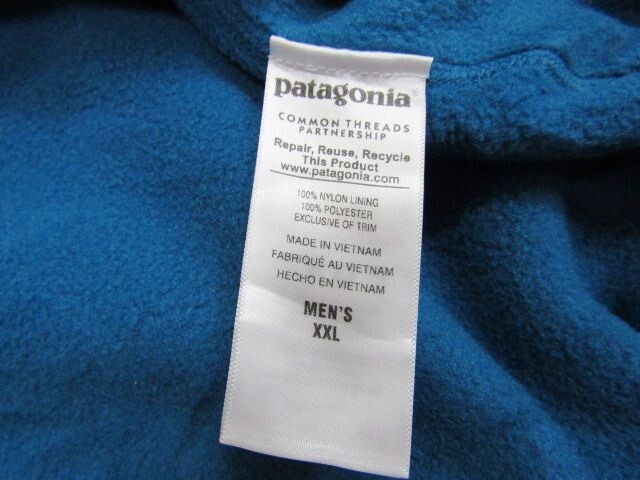 patagonia
COMMON THREADS
PARTNERSHIP
Repair, Reuse, Recycle
This Product
www.patagonia.com
100% NYLON LINING
100% POLYESTER
EXCLUSIVE OF TRIM
MADE IN VIETNAM
FABRIQUÉ AU VIETNAM
HECHO EN VIETNAM
MEN'S
XXL